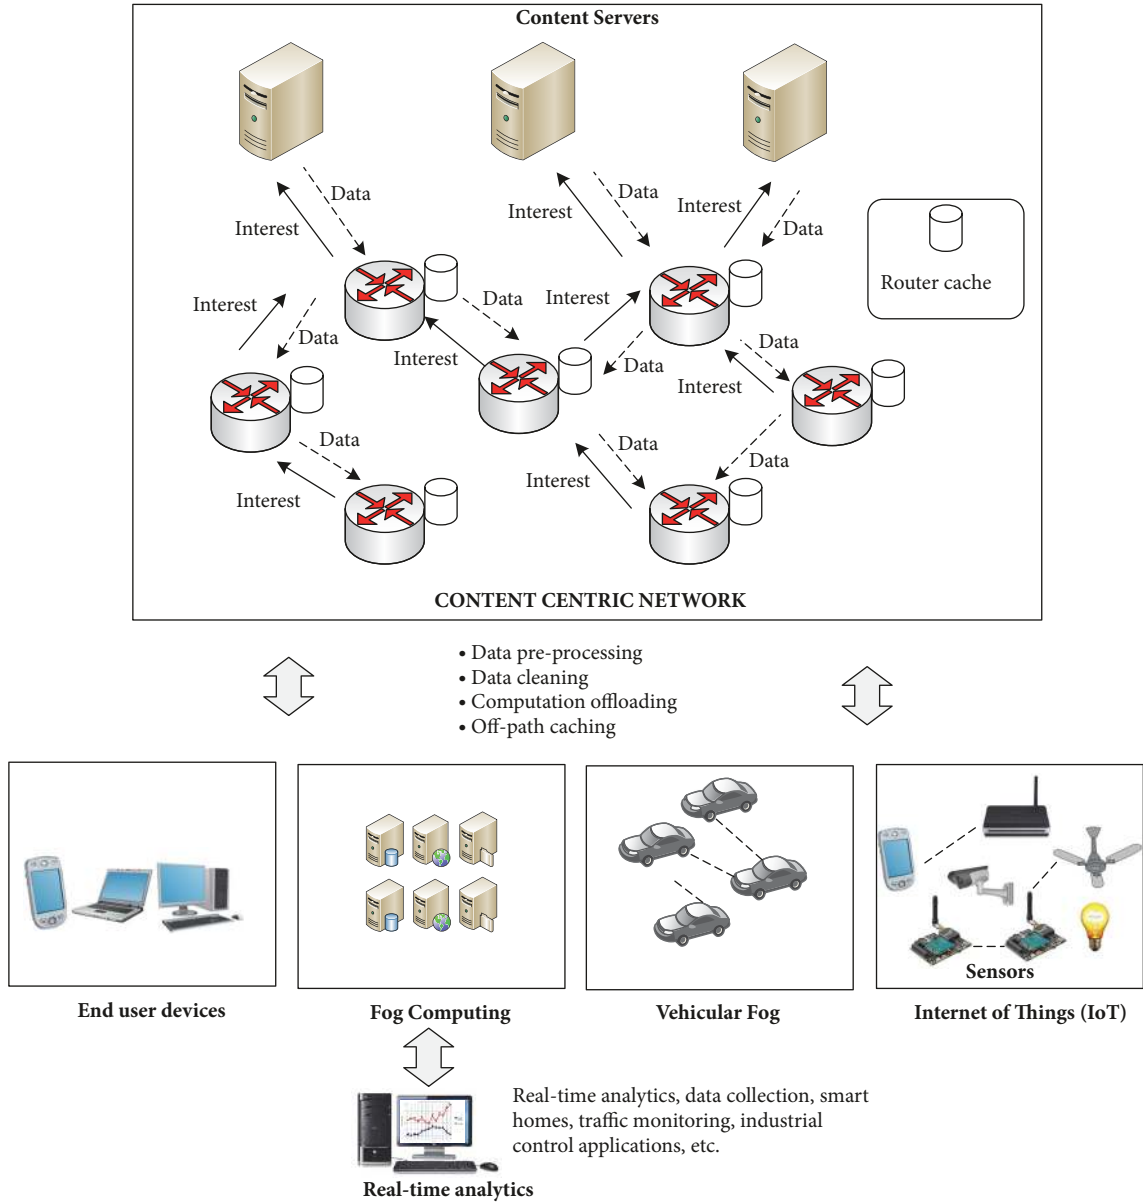 Content Servers
Data
Data
Interest
Interest
Interest
Data
Router cache
Interest
Data
Interest
Data
Interest
Data
Data
Interest
Data
Data
Data
Interest
Interest
Data
CONTENT CENTRIC NETWORK
• Data pre-processing
• Data cleaning
• Computation offloading
• Off-path caching
Sensors
End user devices
Fog Computing
Vehicular Fog
Internet of Things (IoT)
Real-time analytics, data collection, smart
homes, traffic monitoring, industrial
control applications, etc.
Real-time analytics